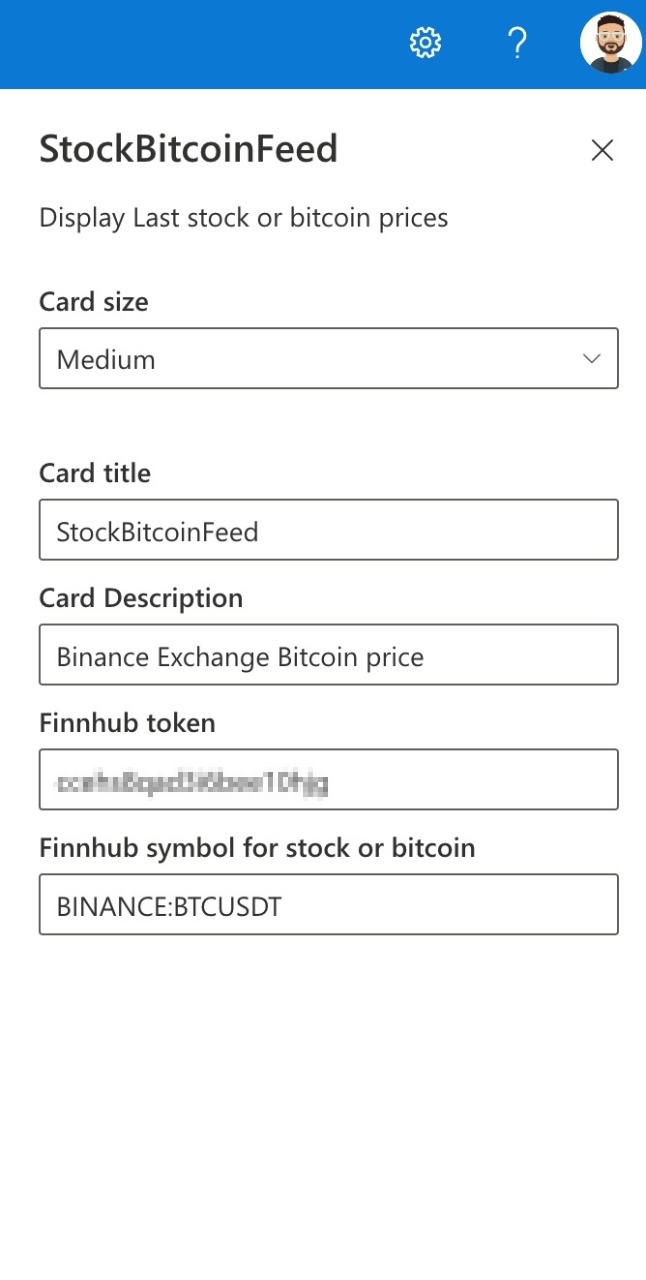 StockBitcoinFeed
Display Last stock or bitcoin prices
Card size
Medium
Card title
StockBitcoinFeed
Card Description
Binance Exchange Bitcoin price
Finnhub token
Finnhub symbol for stock or bitcoin
BINANCE:BTCUSDT